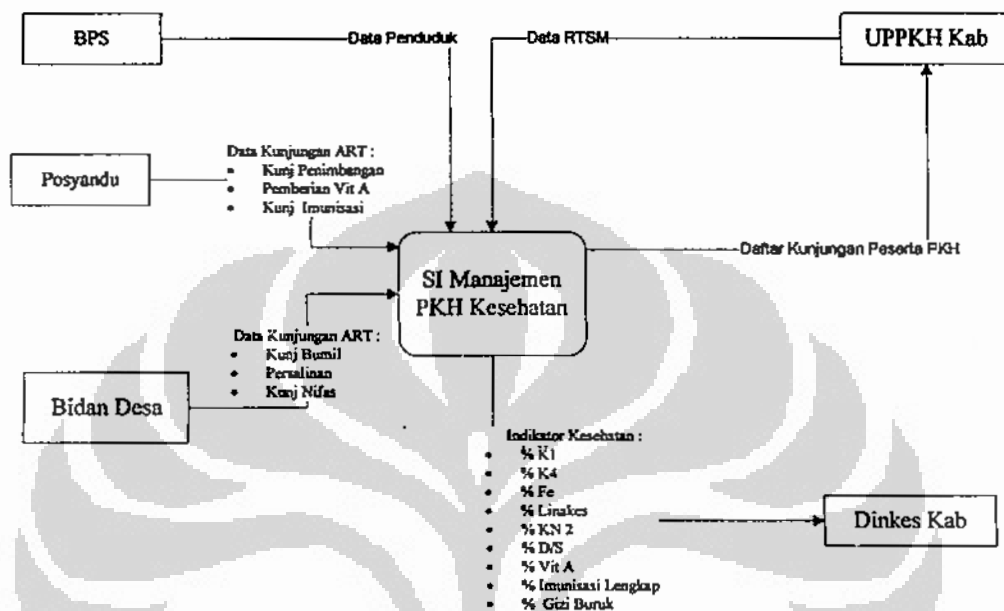 BPS
Data Penduduk
Data RTSM
UPPKH Kab
Posyandu
Data Kunjungan ART :
• Kunj Penimbangan
• Pemberian Vit A
• Kunj Imunisasi
SI Manajemen
PKH Kesehatan
Daftar Kunjungan Peserta PKH
Bidan Desa
Data Kunjungan ART :
• Kunj Bumil
• Persalinan
• Kunj Nifas
Indikator Kesehatan :
• % K1
• % K4
• % Fe
• % Linakes
• % KN 2
• % D/S
• % Vit A
• % Imunisasi Lengkap
• % Gizi Buruk
Dinkes Kab